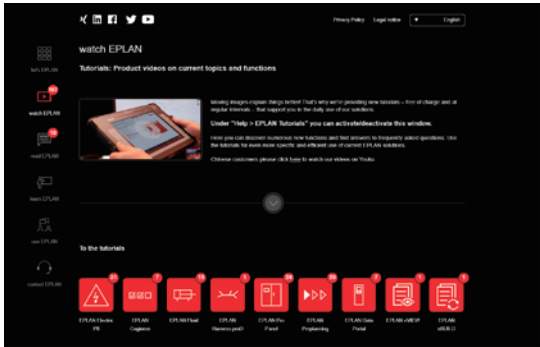 Privacy Policy Legal notice English
watch EPLAN
let's EPLAN
Tutorials: Product videos on current topics and functions
watch EPLAN
Moving images explain things better! That's why we're providing new tutorials – free of charge and at
regular intervals – that support you in the daily use of our solutions.
Under "Help > EPLAN Tutorials" you can activate/deactivate this window.
Here you can discover numerous new functions and find answers to frequently asked questions. Use
the tutorials for even more specific and efficient use of current EPLAN solutions.
Chinese customers please click here to watch our videos on Youku
read EPLAN
learn EPLAN
use EPLAN
To the tutorials
contact EPLAN
7 1 7 1 1
EPLAN Electric P8
EPLAN Cogineer
EPLAN Fluid
EPLAN Harness proD
EPLAN Pro Panel
EPLAN Preplanning
EPLAN Data Portal
EPLAN eVIEW
EPLAN eBUILD